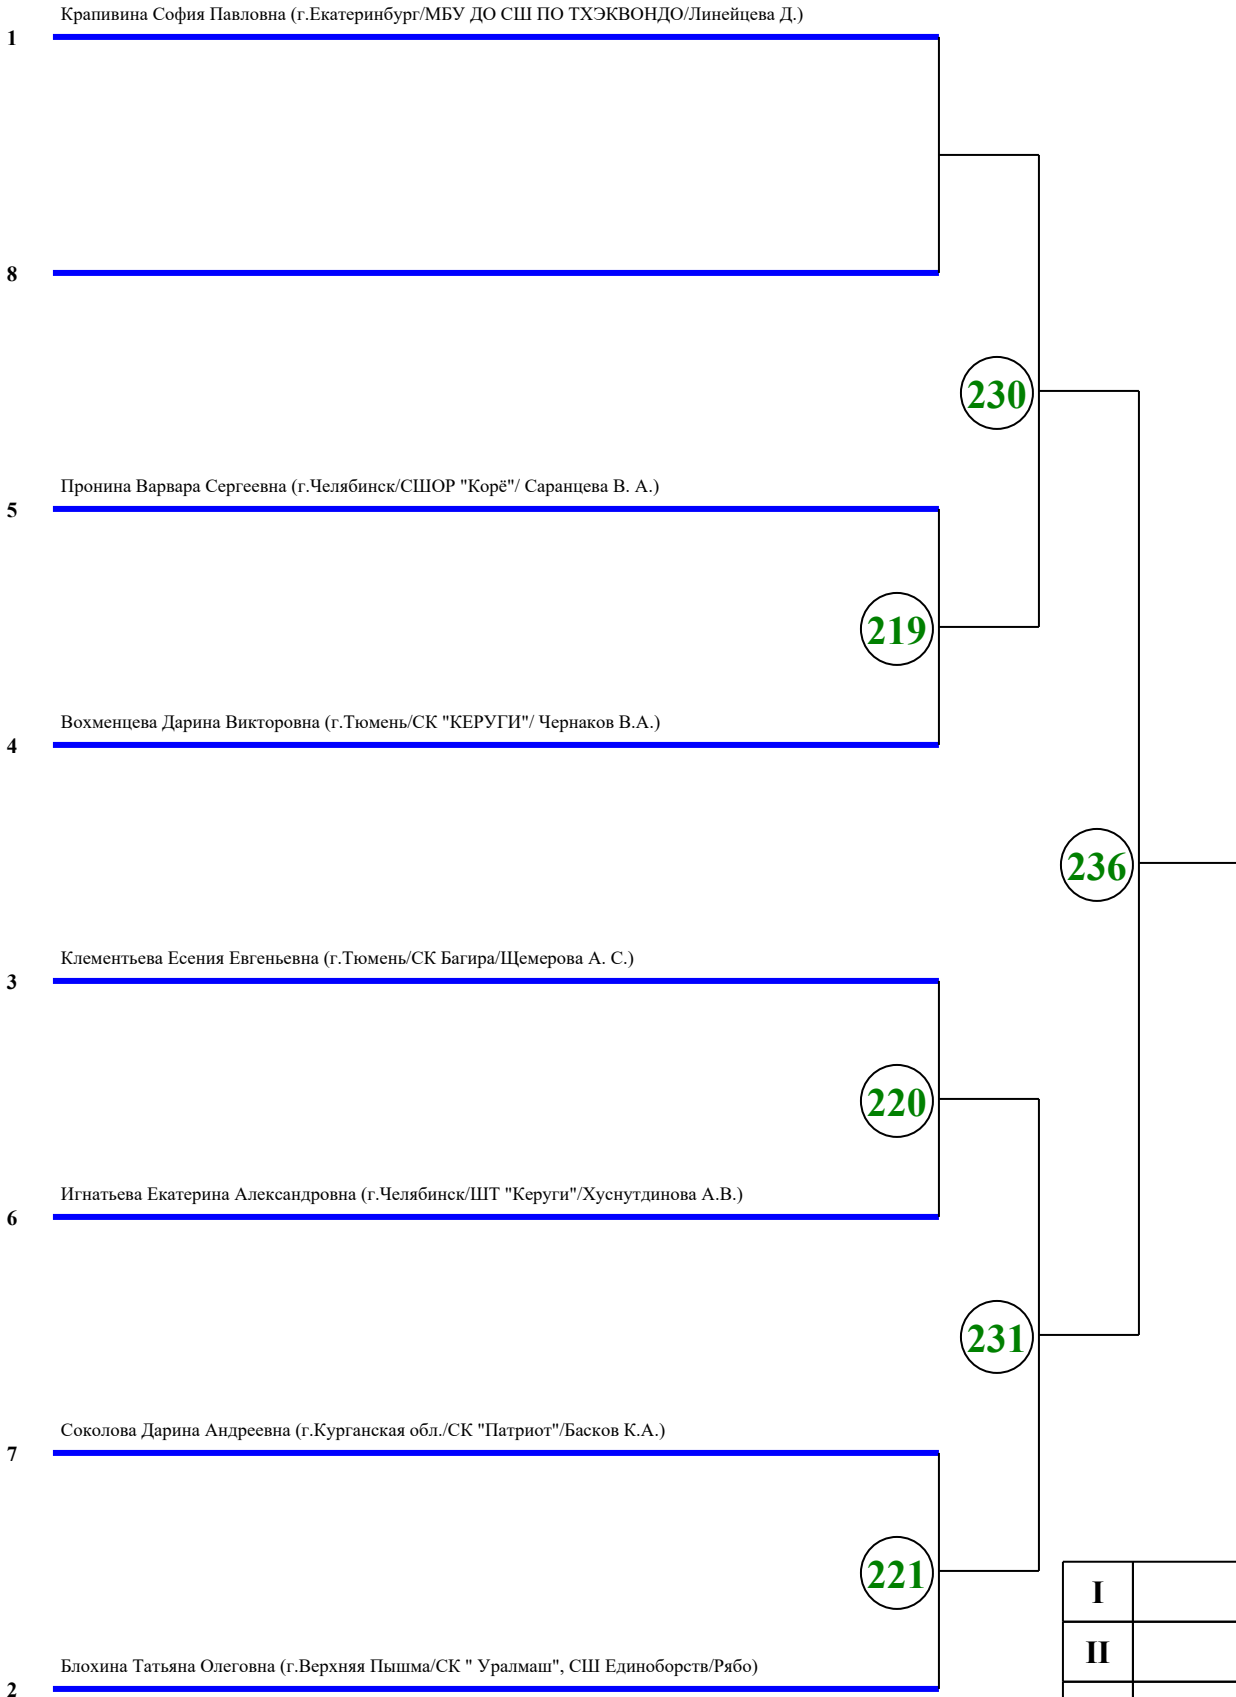 Крапивина София Павловна (г.Екатеринбург/МБУ ДО СШ ПО ТХЭКВОНДО/Линейцева Д.)
1
8
230
Пронина Варвара Сергеевна (г.Челябинск/СШОР "Корё"/ Саранцева В. А.)
5
219
Вохменцева Дарина Викторовна (г.Тюмень/СК "КЕРУГИ"/ Чернаков В.А.)
4
236
Клементьева Есения Евгеньевна (г.Тюмень/СК Багира/Щемерова А. С.)
3
220
Игнатьева Екатерина Александровна (г.Челябинск/ШТ "Керуги"/Хуснутдинова А.В.)
6
231
Соколова Дарина Андреевна (г.Курганская обл./СК "Патриот"/Басков К.А.)
7
221
I
II
Блохина Татьяна Олеговна (г.Верхняя Пышма/СК " Уралмаш", СШ Единоборств/Рябо)
2